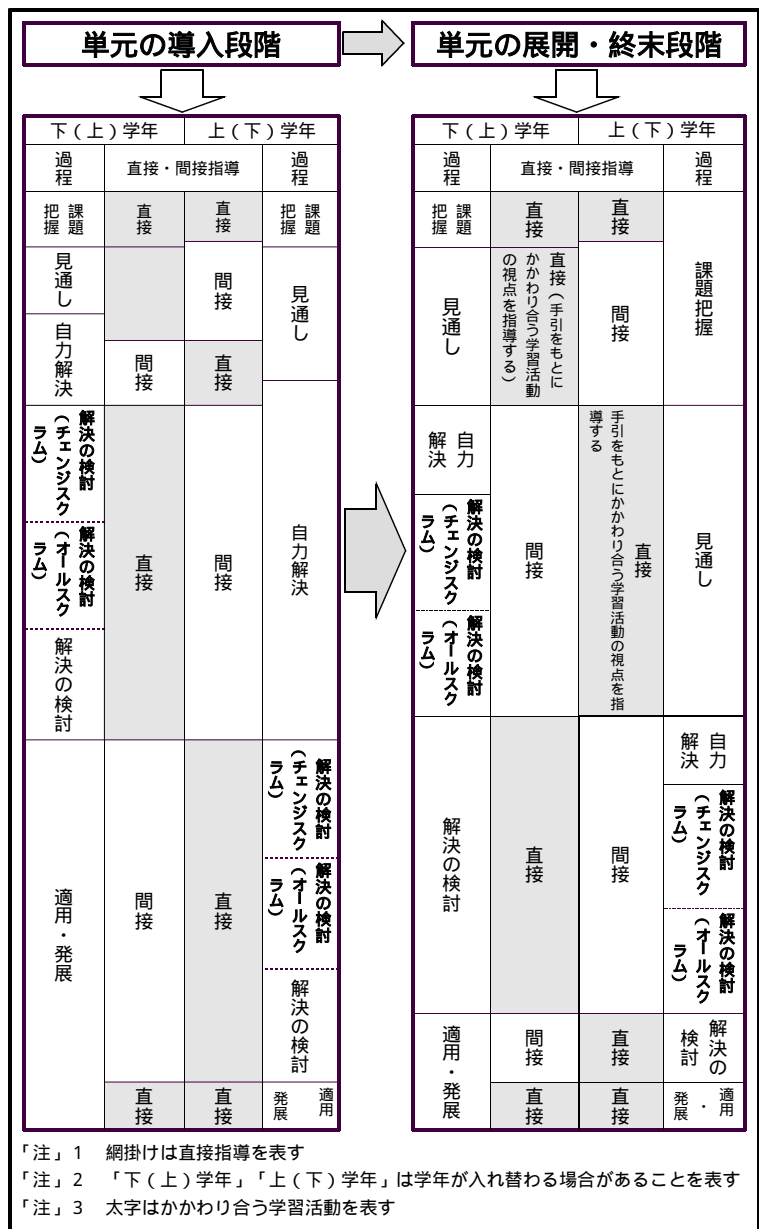 単元の導入段階
単元の展開・終末段階
下(上)学年
上(下)学年
過程
直接・間接指導
過程
課題把握
直接
直接
課題把握
見通し
間接
見通し
自力解決
間接
直接
解決の検討
(チェンジスク
ラム)
直接
間接
自力解決
解決の検討
(オールスク
ラム)
解決の検討
適用・発展
間接
直接
解決の検討
(チェンジスク
ラム)
解決の検討
(オールスク
ラム)
解決の検討
直接
直接
適用
発展
下(上)学年
上(下)学年
過程
直接・間接指導
過程
課題把握
直接
直接
課題把握
見通し
直接(手引をもとに
かかわり合う学習活動
の視点を指導する)
間接
自力
解決
間接
直接
手引をもとにかかわり合う学習活動の視点を指
導する
見通し
解決の検討
(チェンジスク
ラム)
解決の検討
(オールスク
ラム)
解決の検討
直接
間接
自力
解決
解決の検討
(チェンジスク
ラム)
解決の検討
(オールスク
ラム)
適用・発展
間接
直接
解決の
検討
直接
直接
適用
・
発展
「注」1 網掛けは直接指導を表す
「注」2 「下(上)学年」「上(下)学年」は学年が入れ替わる場合があることを表す
「注」3 太字はかかわり合う学習活動を表す